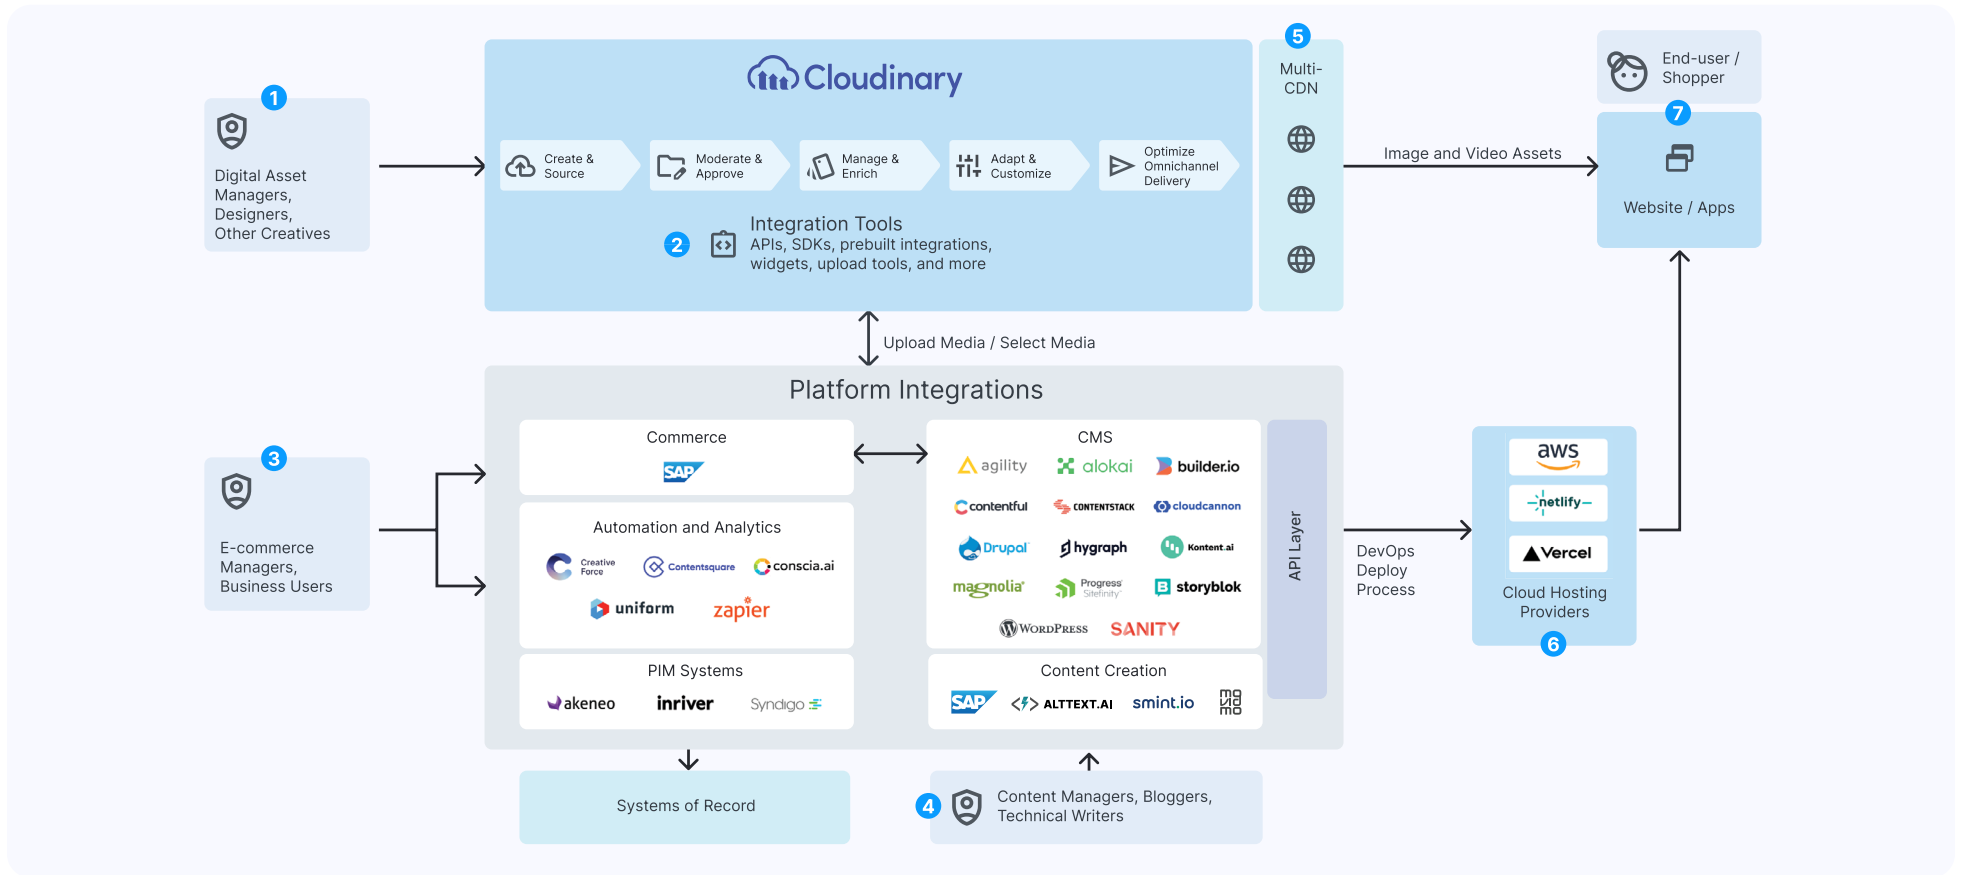 1
Digital Asset
Managers,
Designers,
Other Creatives
Cloudinary
Create &
Source
Moderate &
Approve
Manage &
Enrich
Adapt &
Customize
Optimize
Omnichannel
Delivery
2
Integration Tools
APIs, SDKs, prebuilt integrations,
widgets, upload tools, and more
5
Multi-
CDN
Image and Video Assets
End-user /
Shopper
7
Website / Apps
Upload Media / Select Media
3
E-commerce
Managers,
Business Users
Platform Integrations
Commerce
SAP
Automation and Analytics
Creative
Force
Contentsquare
conscia.ai
uniform
zapier
PIM Systems
akeneo
inriver
Syndigo
CMS
agility
alokai
builder.io
contentful
CONTENTSTACK
cloudcannon
Drupal
hygraph
Kontent.ai
magnolia
Progress
Sitefinity
storyblok
WORDPRESS
SANITY
Content Creation
SAP
ALTTEXT.AI
smint.io
API Layer
DevOps
Deploy
Process
aws
netlify
Vercel
Cloud Hosting
Providers
6
Systems of Record
4
Content Managers, Bloggers,
Technical Writers